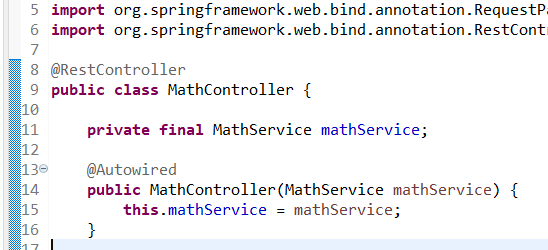 5 import org.springframework.web.bind.annotation.
6 import org.springframework.web.bind.annotation.
7
8 @RestController
9 public class MathController {
10
11 private final MathService mathService;
12
13 @Autowired
14 public MathController(MathService mathService) {
15 this.mathService = mathService;
16 }
17